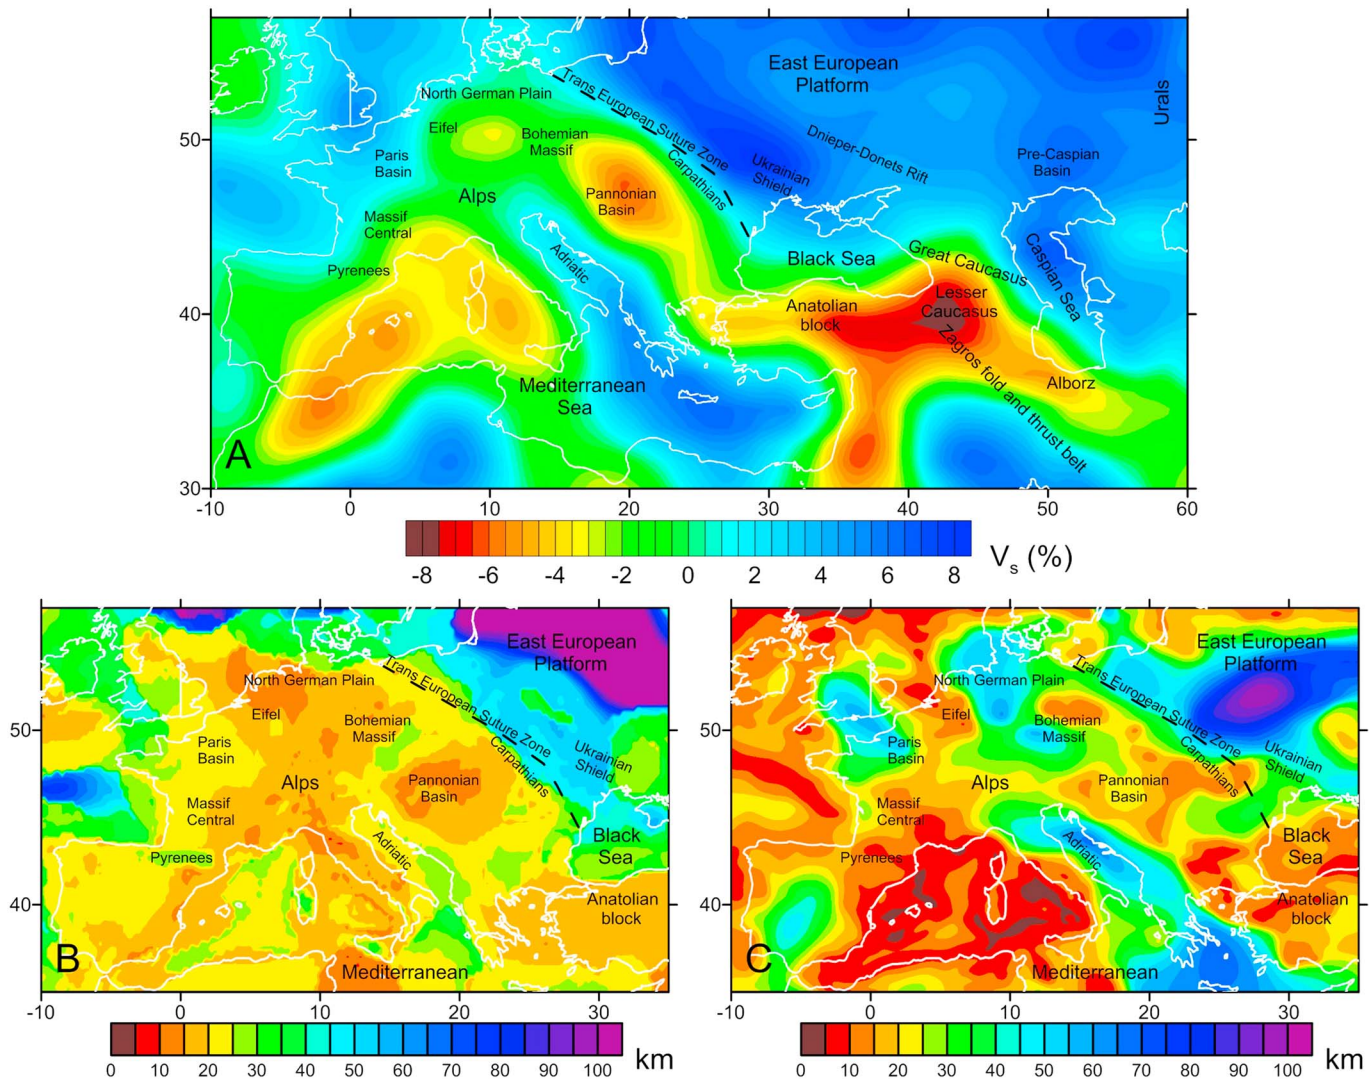 East European
Platform
Urals
Trans European Suture Zone
North German Plain
Eifel
Bohemian
Massif
Dnieper-Donets Rift
50
Paris
Basin
Carpathians
Ukrainian
Shield
Pre-Caspian
Basin
Alps
Pannonian
Basin
Massif
Central
Adriatic
Black Sea
Great Caucasus
Caspian Sea
Pyrenees
40
Anatolian
block
Lesser
Caucasus
Zagros fold and thrust belt
Mediterranean
Sea
Alborz
A
30
-10 0 10 20 30 40 50 60
-8 -6 -4 -2 0 2 4 6 8
Vs (%)
East European
Platform
Trans European Suture Zone
North German Plain
Eifel
Bohemian
Massif
50
Paris
Basin
Carpathians
Ukrainian
Shield
Alps
Pannonian
Basin
Massif
Central
Adriatic
Black
Sea
Pyrenees
40
Anatolian
block
B
Mediterranean
-10 0 10 20 30
0 10 20 30 40 50 60 70 80 90 100
km
East European
Platform
Trans European Suture Zone
North German Plain
Eifel
Bohemian
Massif
50
Paris
Basin
Carpathians
Ukrainian
Shield
Alps
Pannonian
Basin
Massif
Central
Adriatic
Black
Sea
Pyrenees
40
Anatolian
block
C
Mediterranean
-10 0 10 20 30
0 10 20 30 40 50 60 70 80 90 100
km